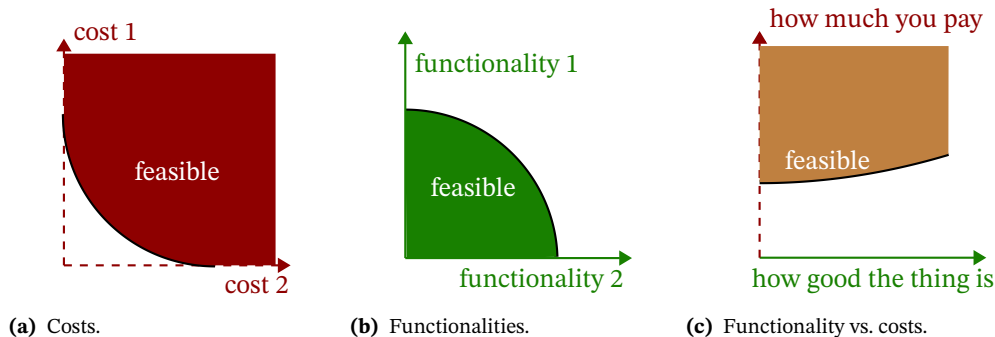 cost 1
feasible
cost 2
(a) Costs.
functionality 1
feasible
functionality 2
(b) Functionalities.
how much you pay
feasible
how good the thing is
(c) Functionality vs. costs.